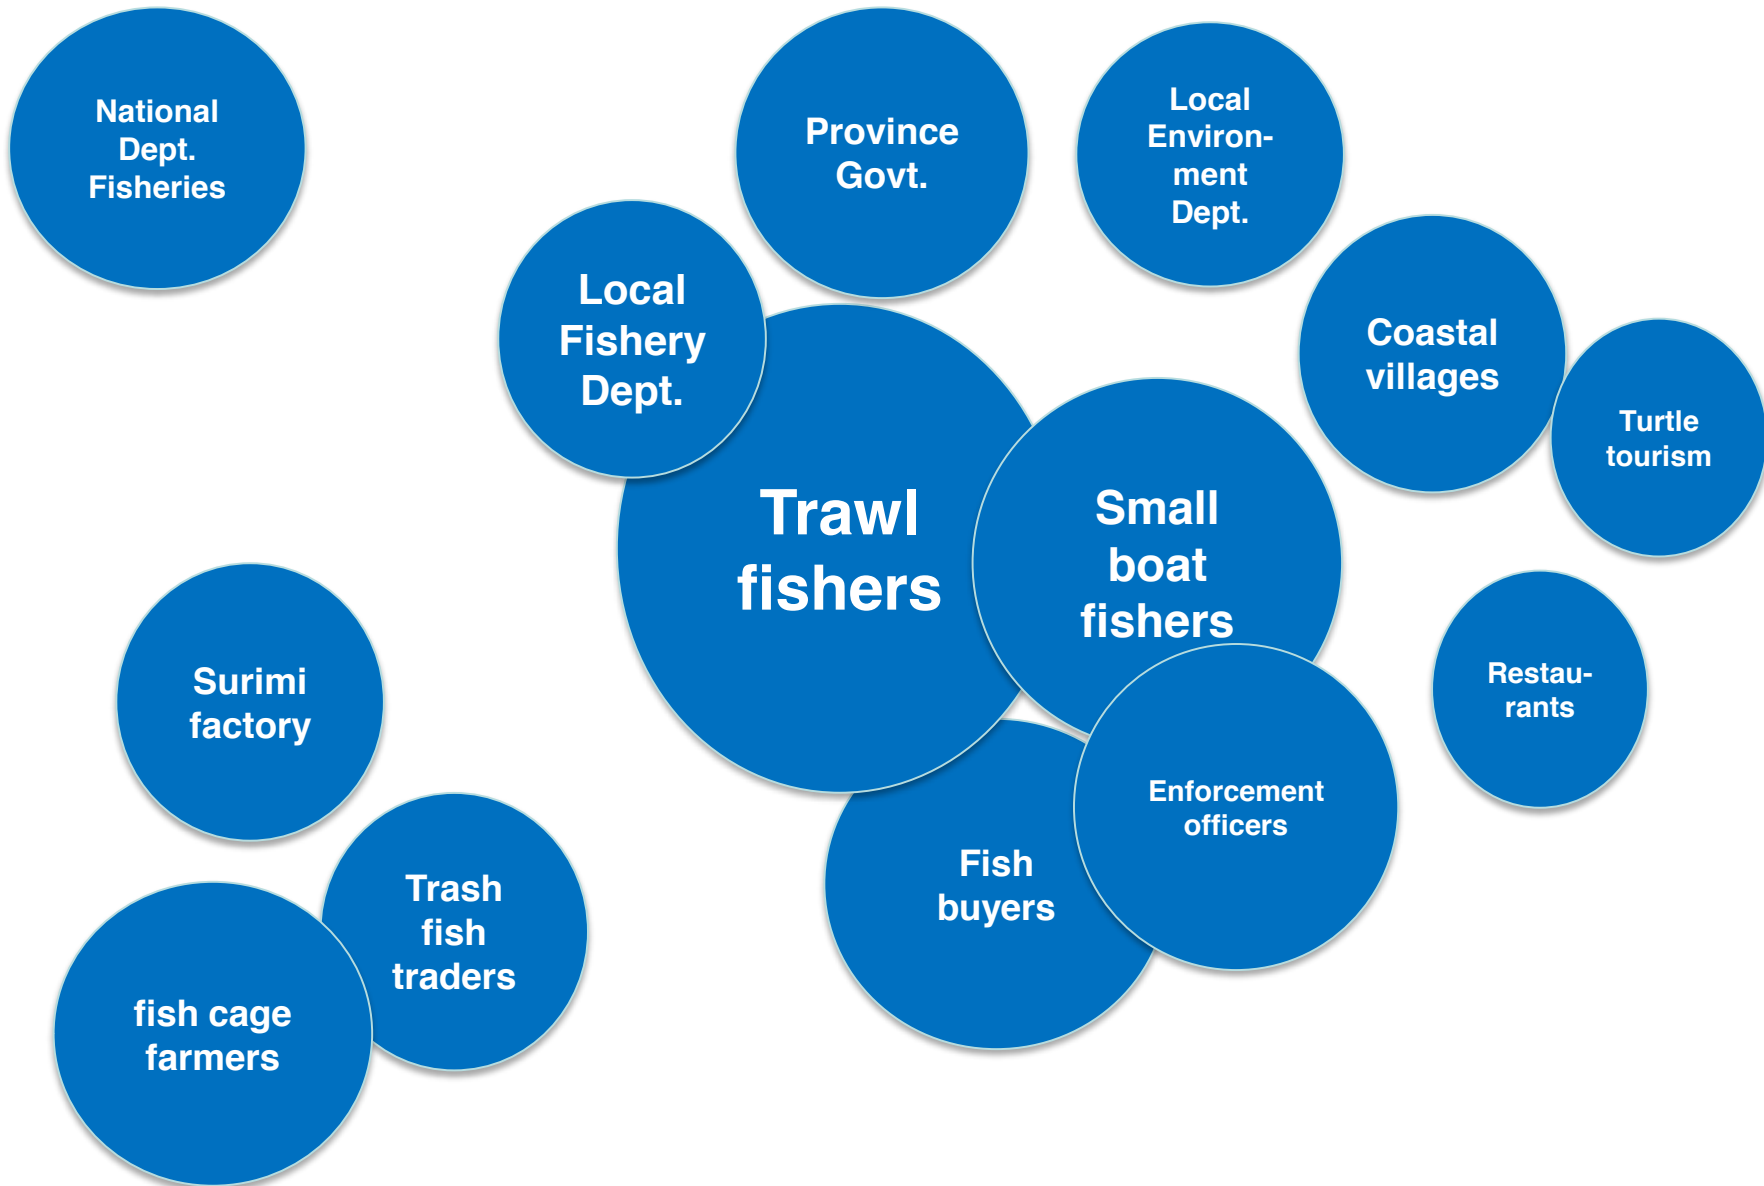 National
Dept.
Fisheries
Province
Govt.
Local
Environ-
ment
Dept.
Local
Fishery
Dept.
Coastal
villages
Turtle
tourism
Trawl
fishers
Small
boat
fishers
Surimi
factory
Restau-
rants
Enforcement
officers
Fish
buyers
Trash
fish
traders
fish cage
farmers